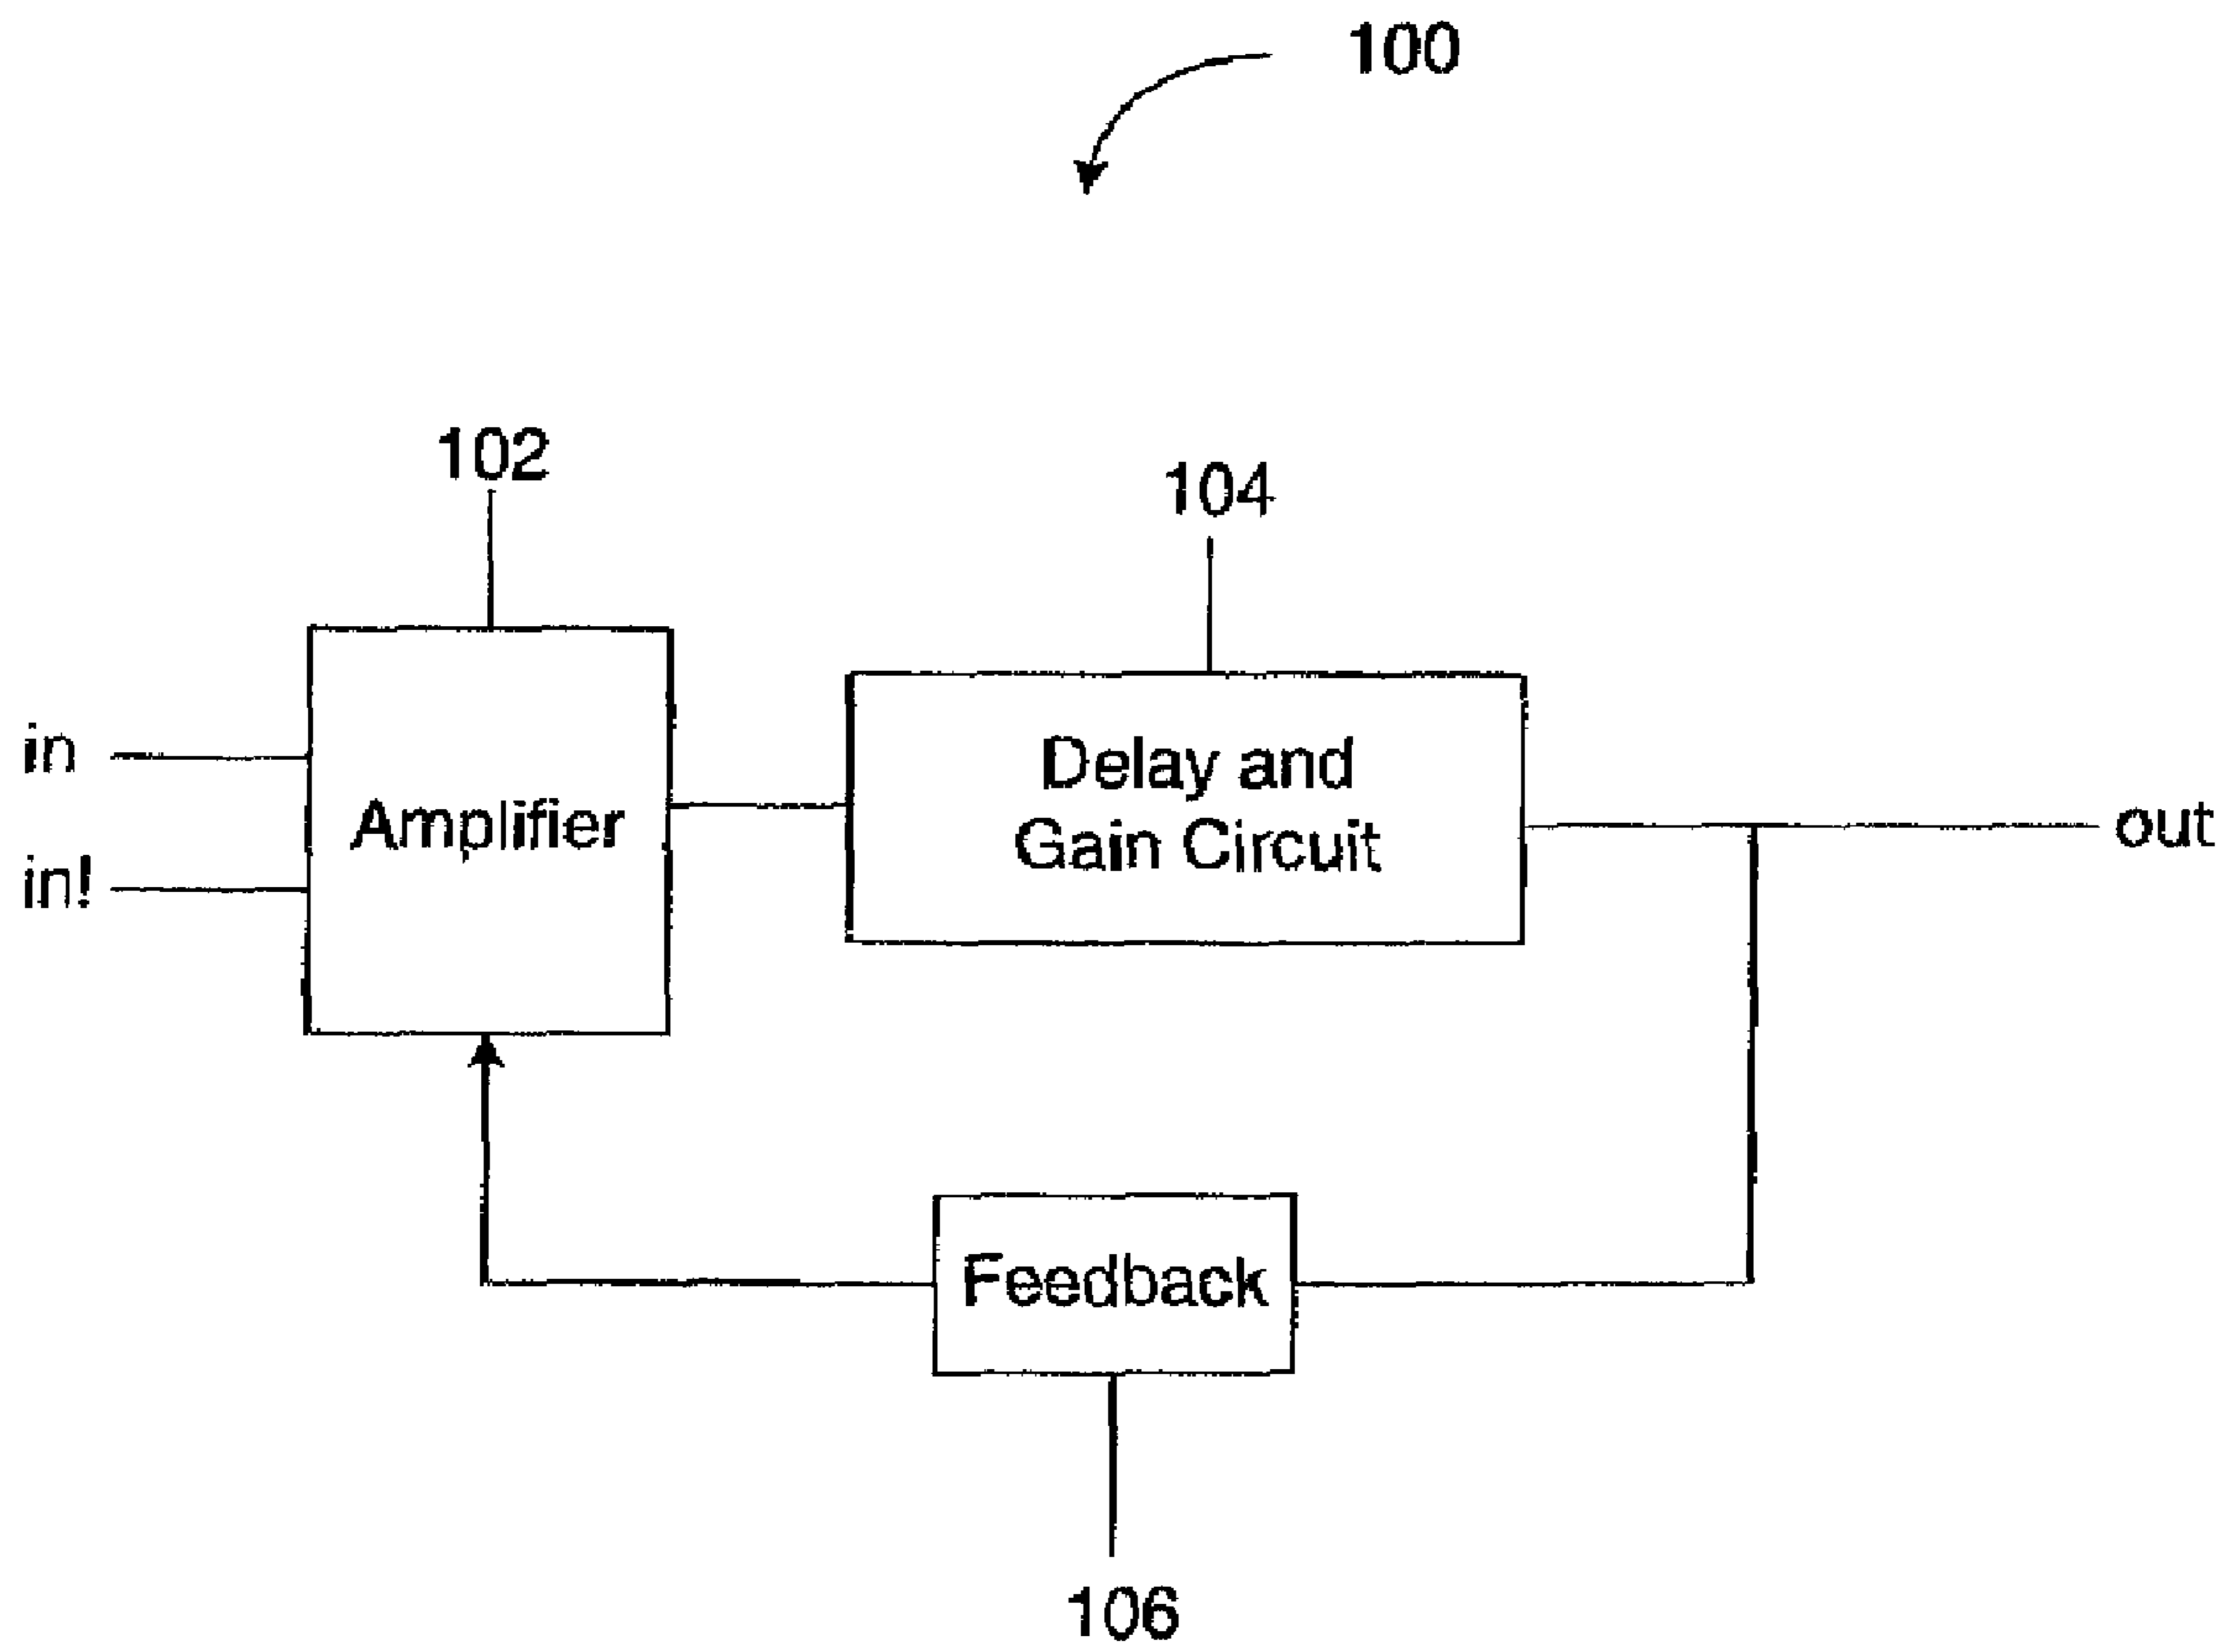 100
102
104
in
Amplifier
in!
Delay and
Gain Circuit
out
Feedback
106